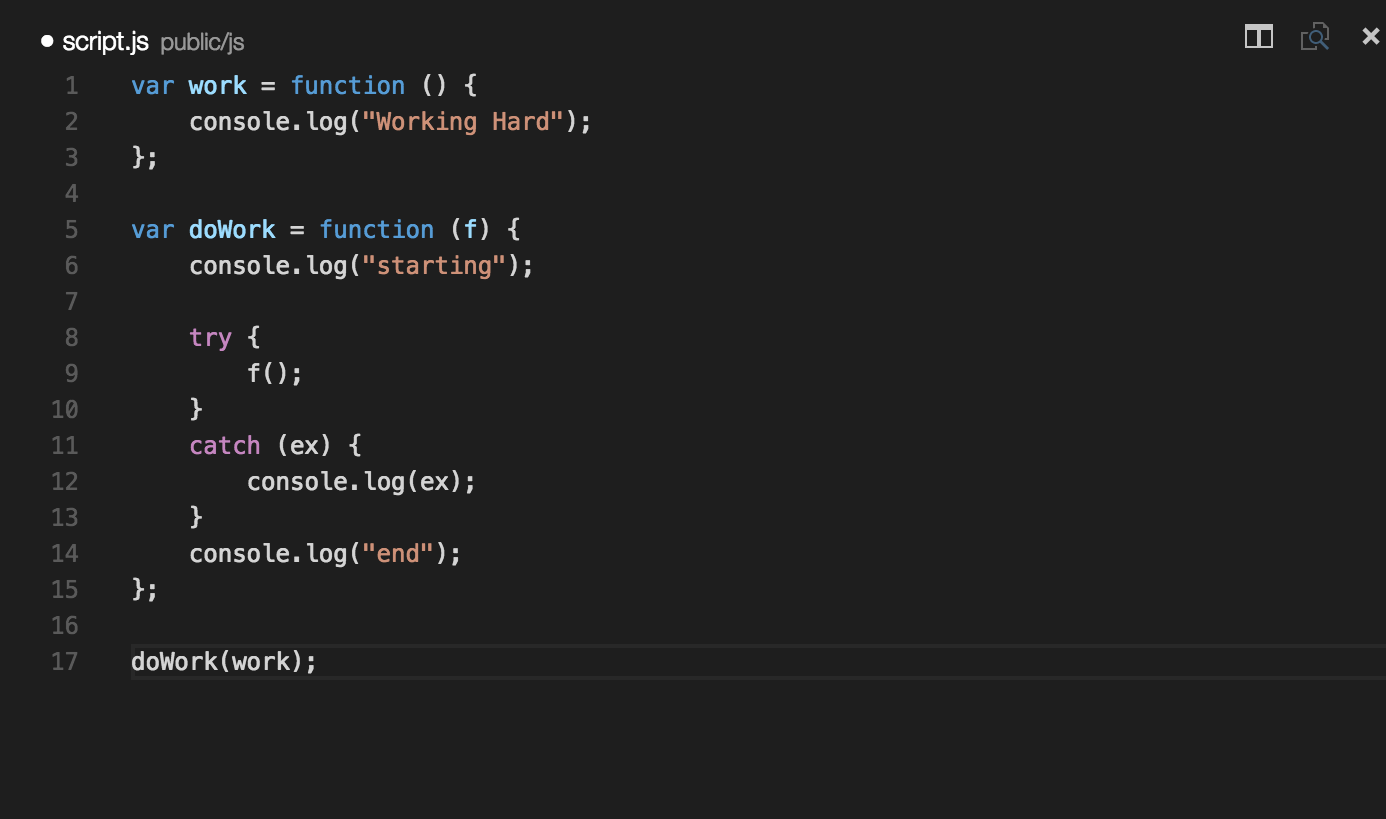 ● script.js public/js
1 var work = function () {
2     console.log("Working Hard");
3 };
4
5 var doWork = function (f) {
6     console.log("starting");
7
8     try {
9         f();
10     }
11     catch (ex) {
12         console.log(ex);
13     }
14     console.log("end");
15 };
16
17 doWork(work);